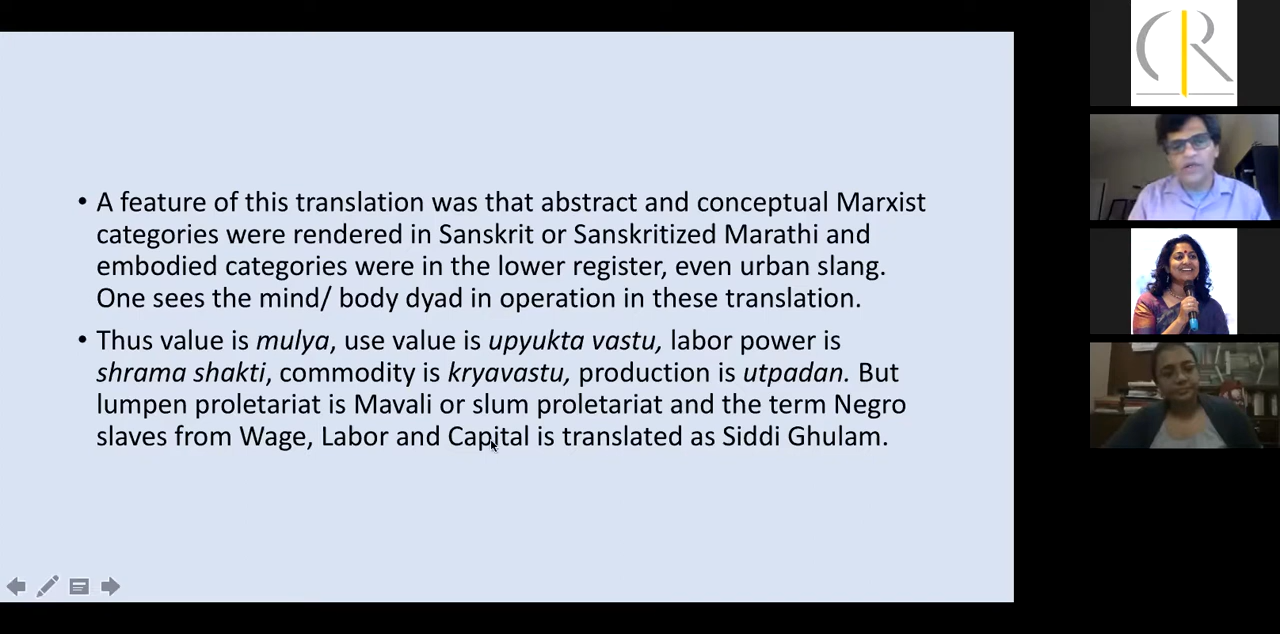 • A feature of this translation was that abstract and conceptual Marxist
categories were rendered in Sanskrit or Sanskritized Marathi and
embodied categories were in the lower register, even urban slang.
One sees the mind/ body dyad in operation in these translation.
• Thus value is mulya, use value is upyukta vastu, labor power is
shrama shakti, commodity is kryavastu, production is utpadan. But
lumpen proletariat is Mavali or slum proletariat and the term Negro
slaves from Wage, Labor and Capital is translated as Siddi Ghulam.
CR